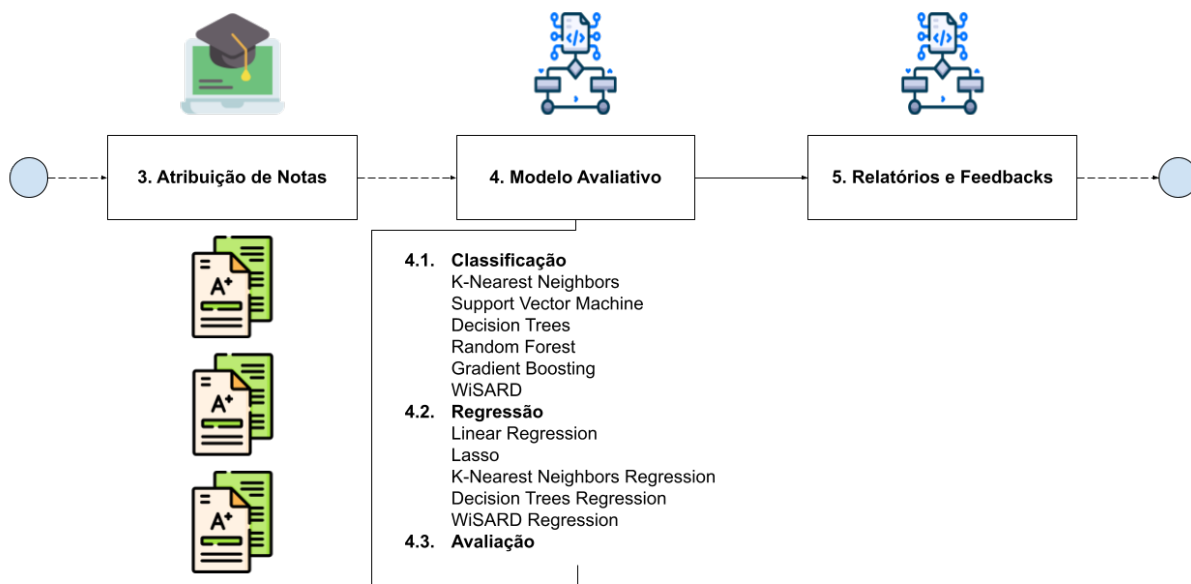 3. Atribuição de Notas
4. Modelo Avaliativo
5. Relatórios e Feedbacks
4.1. Classificação
K-Nearest Neighbors
Support Vector Machine
Decision Trees
Random Forest
Gradient Boosting
WiSARD
4.2. Regressão
Linear Regression
Lasso
K-Nearest Neighbors Regression
Decision Trees Regression
WiSARD Regression
4.3. Avaliação
</>
A+
A+
A+
</>